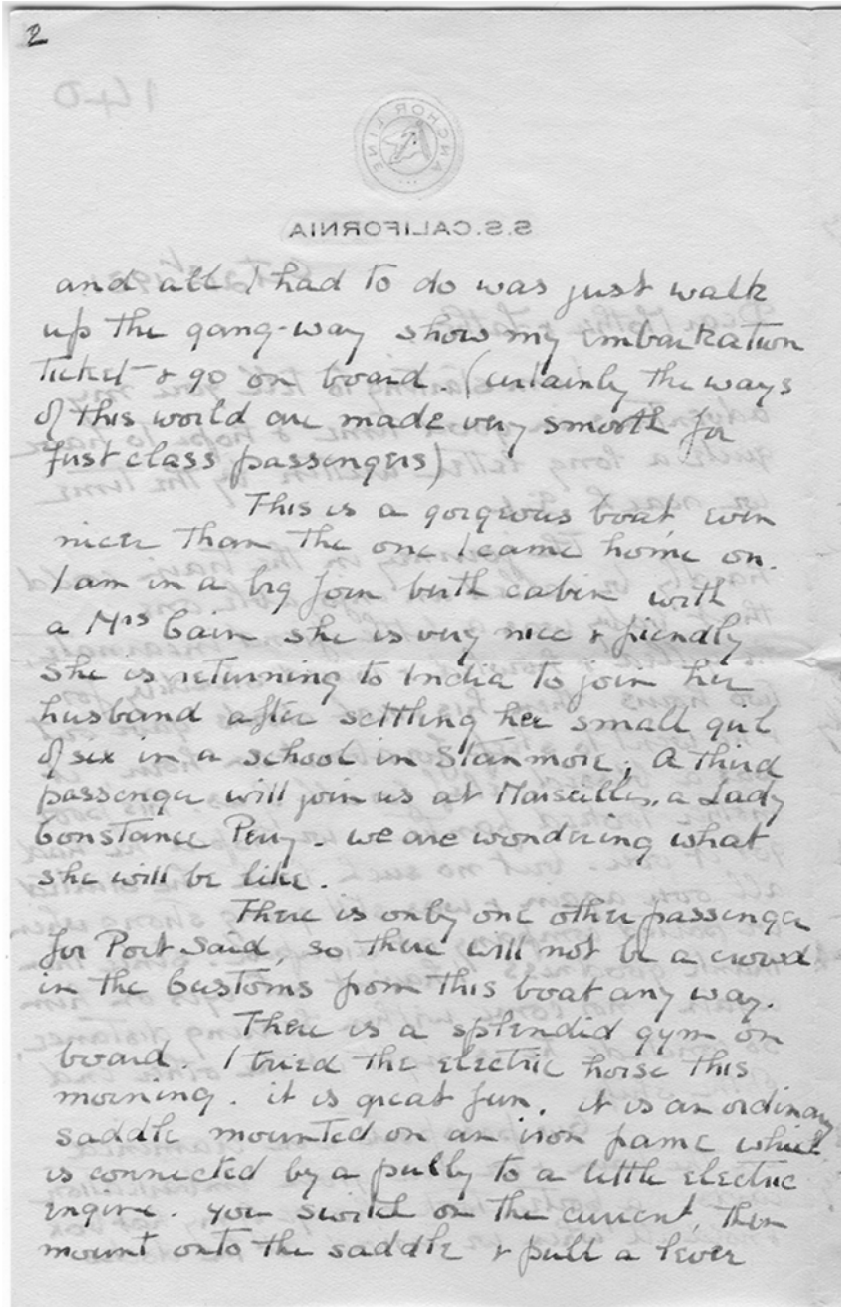 2
140
ANCHOR LINE
S.S. CALIFORNIA
and all I had to do was just walk
up the gang-way show my embarkation
ticket & go on board. (Certainly the ways
of this world are made very smooth for
first class passengers)
This is a gorgeous boat, even
nicer than the one I came home on.
I am in a big four berth cabin with
a Mrs Cain she is very nice & friendly
she is returning to India to join her
husband after settling her small girl
of six in a school in Stanmore; A third
passenger will join us at Marseilles, a Lady
Constance Perry. we are wondering what
she will be like.
There is only one other passenger
for Port Said, so there will not be a crowd
in the Customs from this boat any way.
There is a splendid gym on
board. I tried the electric horse this
morning. it is great fun. it is an ordinary
saddle mounted on an iron frame which
is connected by a pully to a little electric
engine. you switch on the current, then
mount onto the saddle & pull a lever